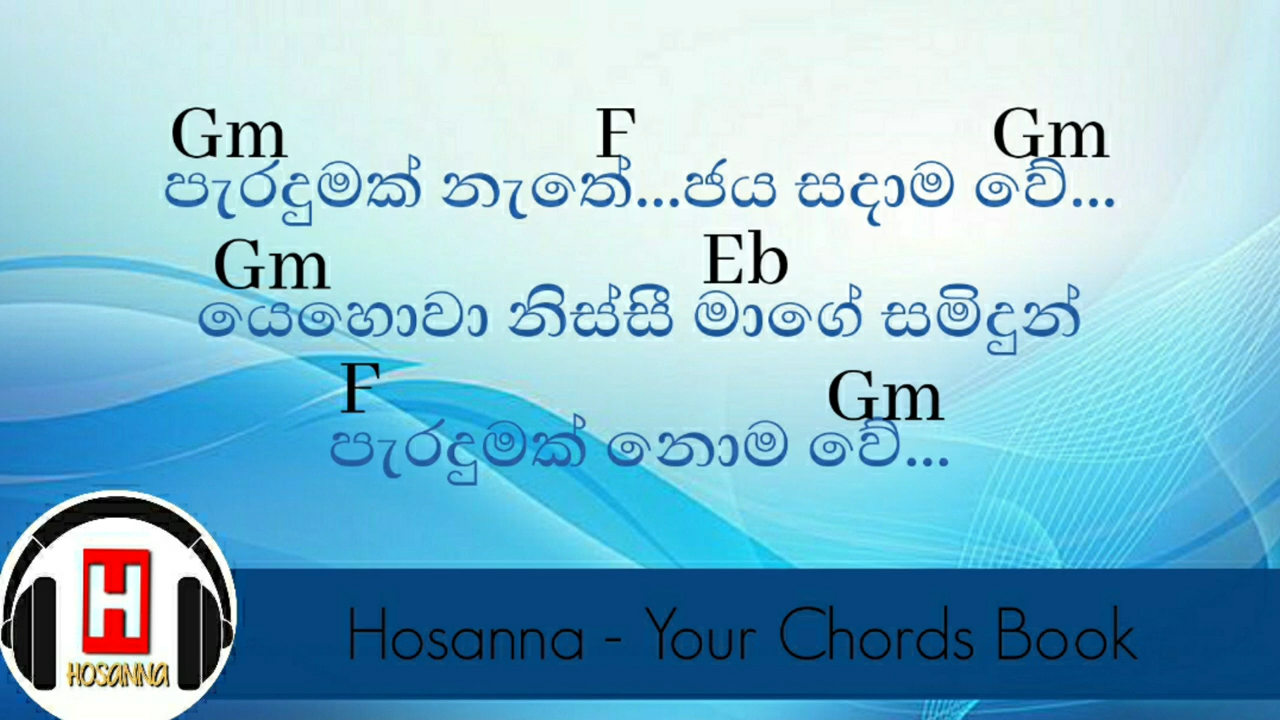 Gm F Gm
පැරදුමක් නැතේ...ජය සදාම වේ...
Gm Eb
යෙහොවා නිස්සී මාගේ සමිදුන්
F Gm
පැරදුමක් නොම වේ...
H
HOSANNA
Hosanna - Your Chords Book